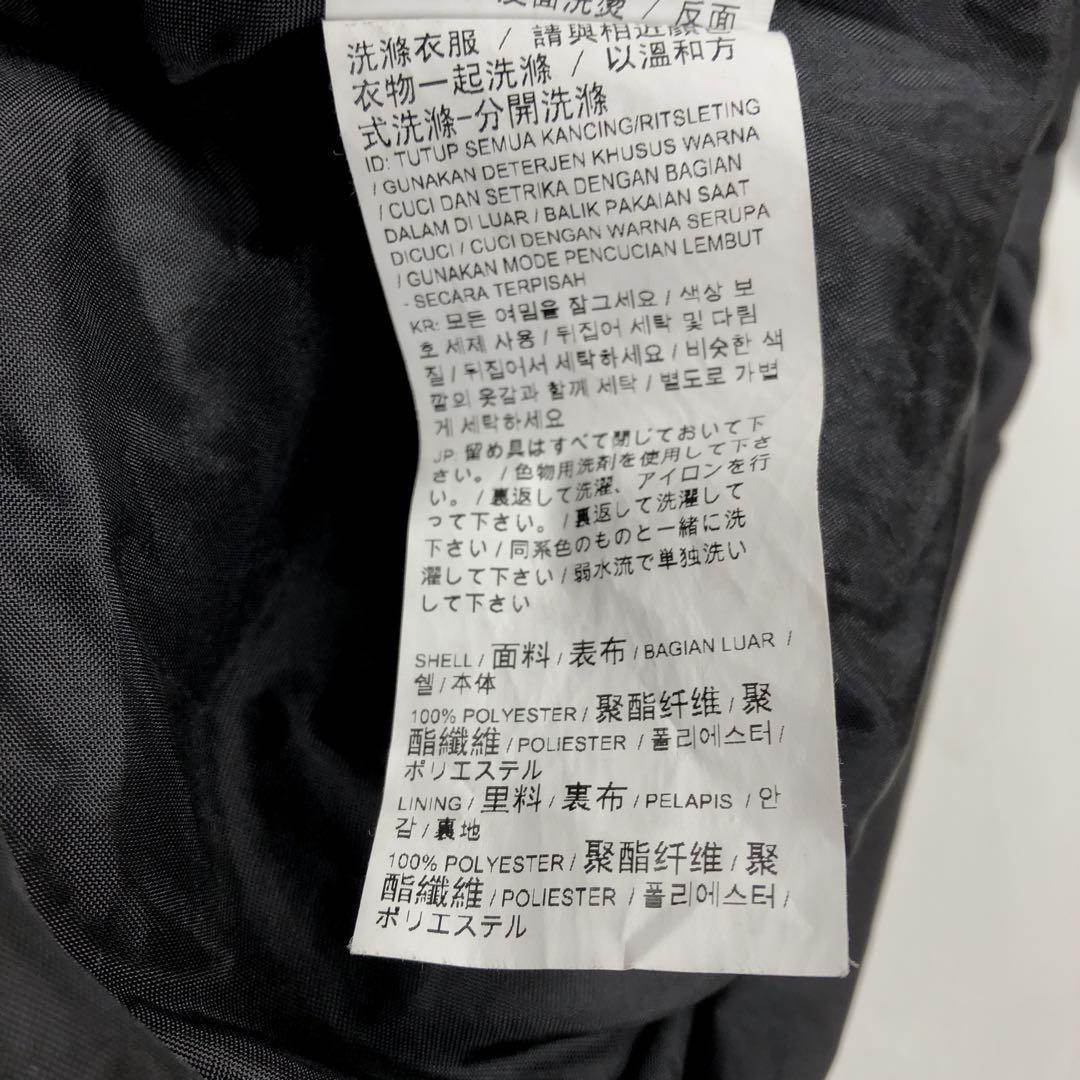 反面洗燙 / 反面
洗滌衣服 / 請與相近顏色
衣物一起洗滌 / 以溫和方
式洗滌-分開洗滌
ID: TUTUP SEMUA KANCING/RITSLETING
/ GUNAKAN DETERJEN KHUSUS WARNA
/ CUCI DAN SETRIKA DENGAN BAGIAN
DALAM DI LUAR / BALIK PAKAIAN SAAT
DICUCI / CUCI DENGAN WARNA SERUPA
/ GUNAKAN MODE PENCUCIAN LEMBUT
- SECARA TERPISAH
KR: 모든 여밈을 잠그세요 / 색상 보
호 세제 사용 / 뒤집어 세탁 및 다림
질 / 뒤집어서 세탁하세요 / 비슷한 색
깔의 옷감과 함께 세탁 / 별도로 가볍
게 세탁하세요
JP: 留め具はすべて閉じておいて下
さい。 / 色物用洗剤を使用して下さ
い。 / 裏返して洗濯、アイロンを行
って下さい。 / 裏返して洗濯して
下さい / 同系色のものと一緒に洗
濯して下さい / 弱水流で単独洗い
して下さい
SHELL / 面料 / 表布 / BAGIAN LUAR /
쉘 / 本体
100% POLYESTER / 聚酯纤维 / 聚
酯纖維 / POLIESTER / 폴리에스터 /
ポリエステル
LINING / 里料 / 裏布 / PELAPIS / 안
감 / 裏地
100% POLYESTER / 聚酯纤维 / 聚
酯纖維 / POLIESTER / 폴리에스터 /
ポリエステル